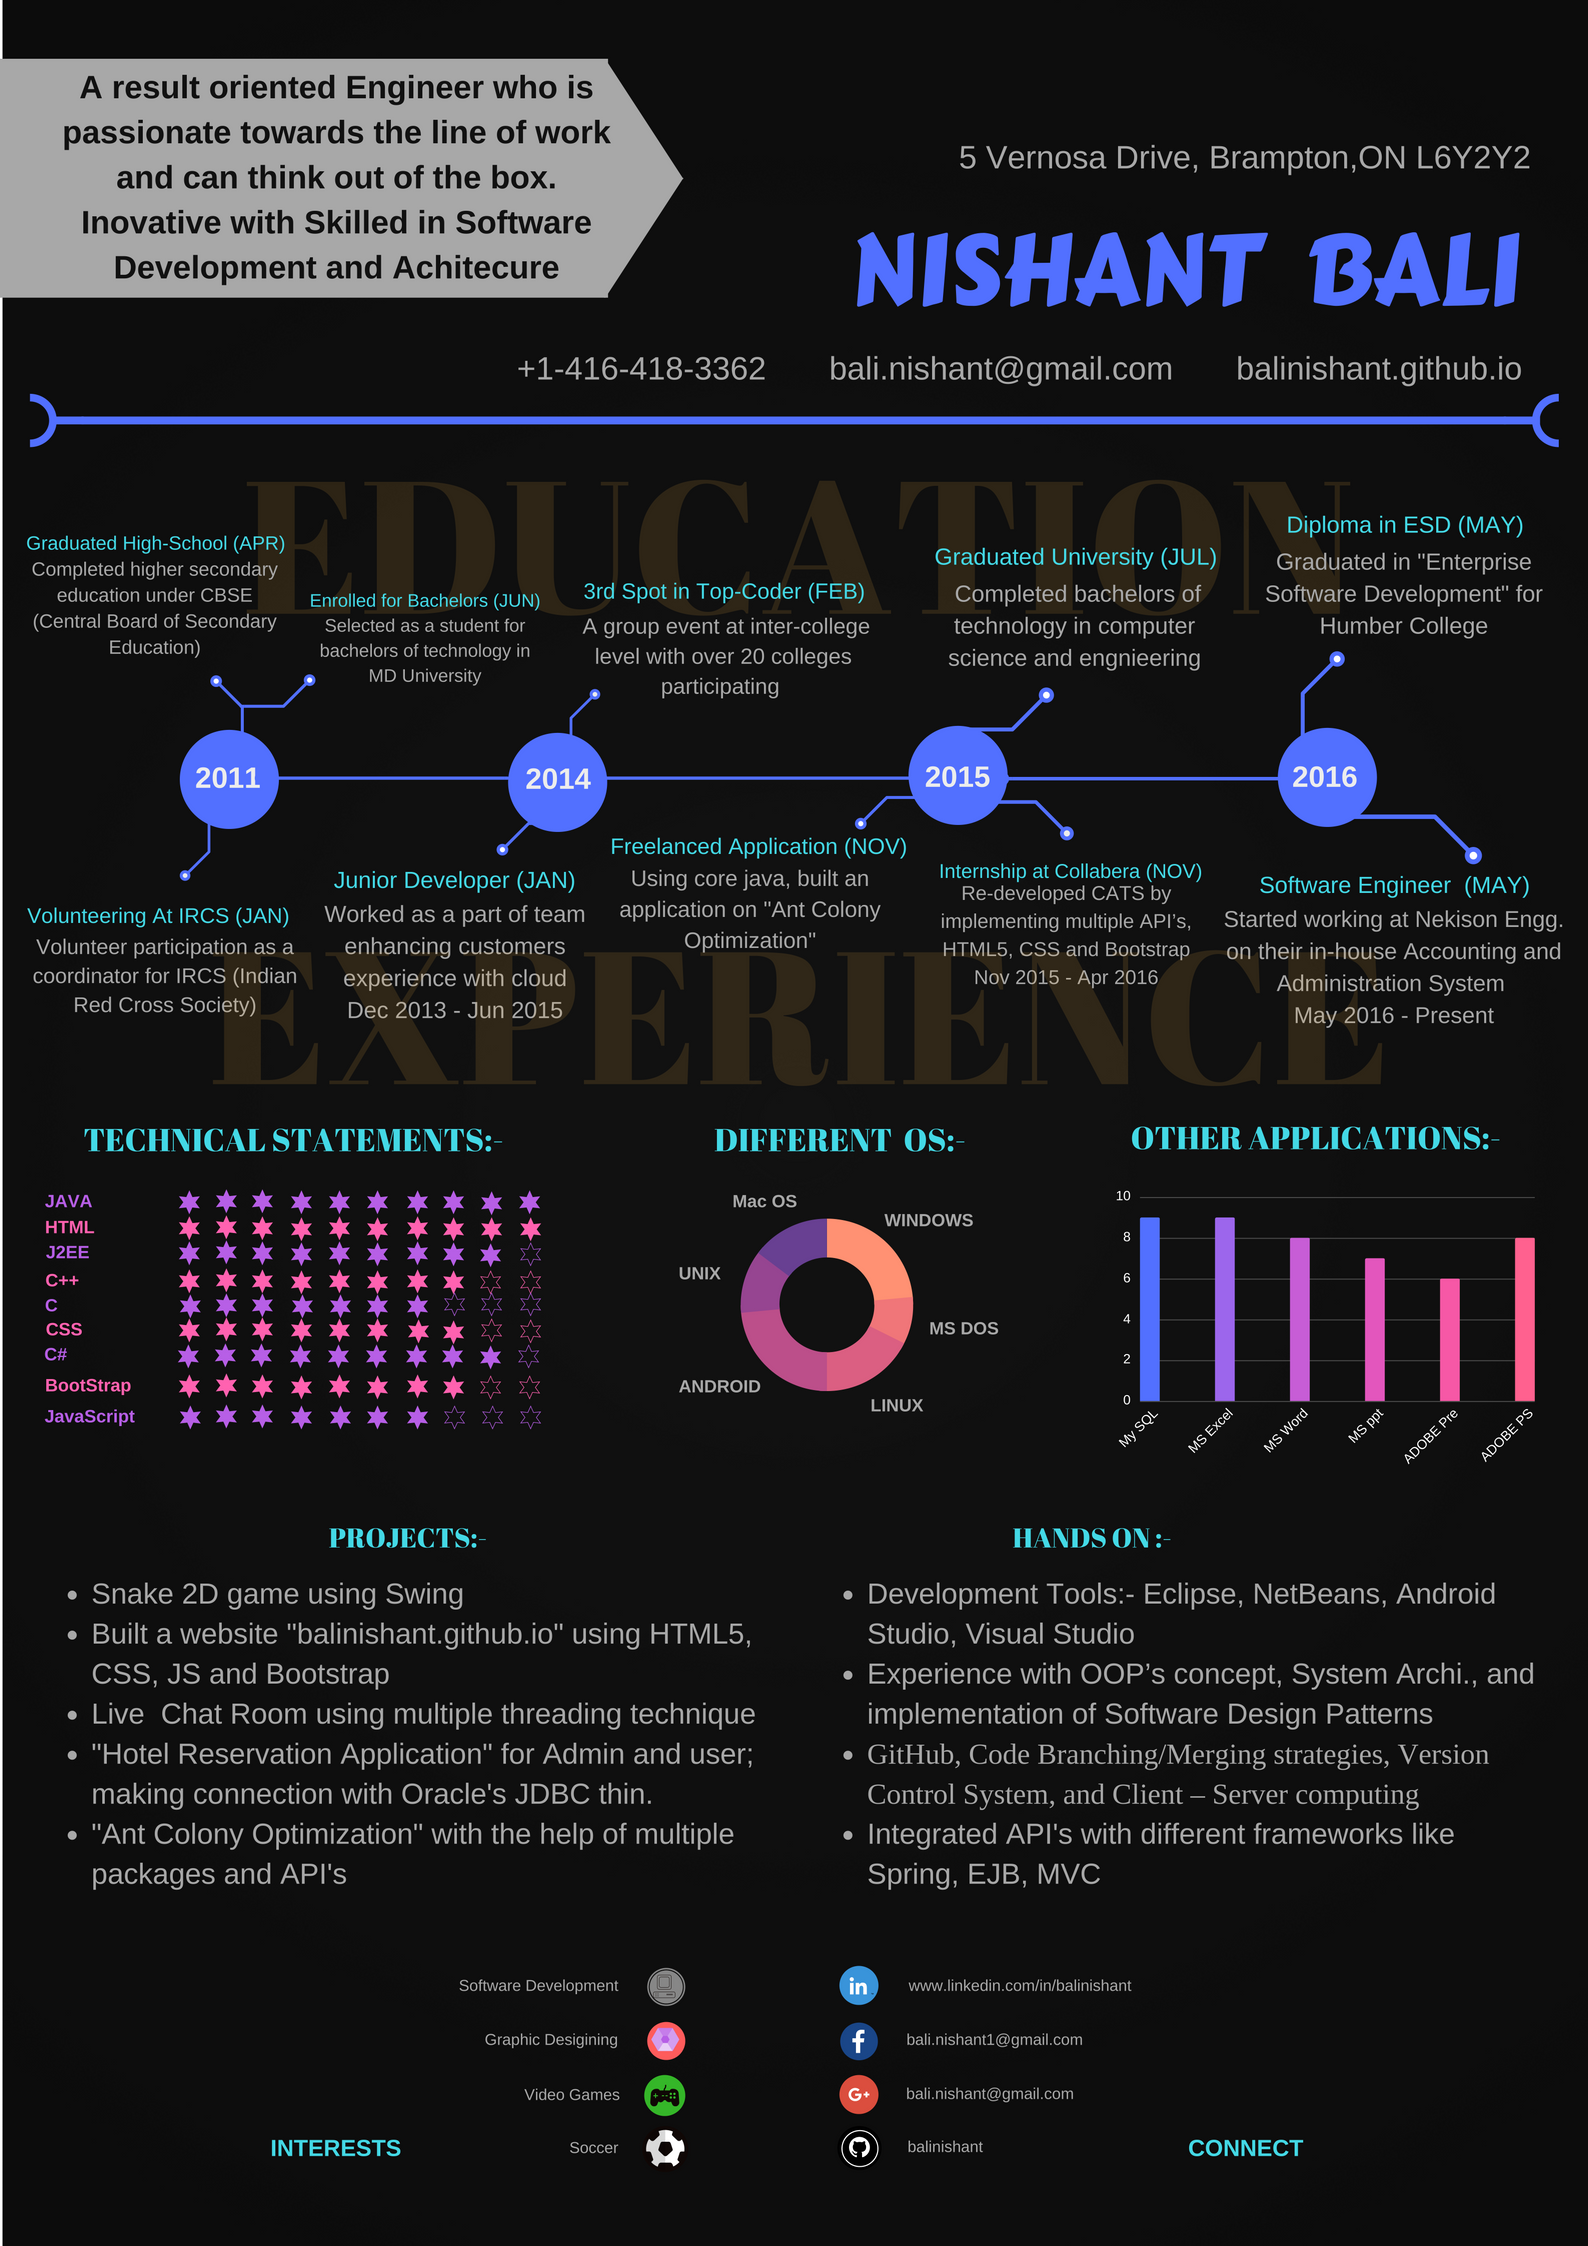 A result oriented Engineer who is
passionate towards the line of work
and can think out of the box.
Inovative with Skilled in Software
Development and Achitecure
5 Vernosa Drive, Brampton,ON L6Y2Y2
NISHANT BALI
+1-416-418-3362
bali.nishant@gmail.com
balinishant.github.io
EDUCATION
Graduated High-School (APR)
Completed higher secondary
education under CBSE
(Central Board of Secondary
Education)
Enrolled for Bachelors (JUN)
Selected as a student for
bachelors of technology in
MD University
3rd Spot in Top-Coder (FEB)
A group event at inter-college
level with over 20 colleges
participating
Graduated University (JUL)
Completed bachelors of
technology in computer
science and engnieering
Diploma in ESD (MAY)
Graduated in "Enterprise
Software Development" for
Humber College
2011
2014
2015
2016
Volunteering At IRCS (JAN)
Volunteer participation as a
coordinator for IRCS (Indian
Red Cross Society)
Junior Developer (JAN)
Worked as a part of team
enhancing customers
experience with cloud
Dec 2013 - Jun 2015
Freelanced Application (NOV)
Using core java, built an
application on "Ant Colony
Optimization"
Internship at Collabera (NOV)
Re-developed CATS by
implementing multiple API's,
HTML5, CSS and Bootstrap
Nov 2015 - Apr 2016
Software Engineer (MAY)
Started working at Nekison Engg.
on their in-house Accounting and
Administration System
May 2016 - Present
EXPERIENCE
TECHNICAL STATEMENTS:-
JAVA
HTML
J2EE
C++
C
CSS
C#
BootStrap
JavaScript
DIFFERENT OS:-
Mac OS
WINDOWS
UNIX
MS DOS
ANDROID
LINUX
OTHER APPLICATIONS:-
10
8
6
4
2
0
My SQL
MS Excel
MS Word
MS ppt
ADOBE Pre
ADOBE PS
PROJECTS:-
• Snake 2D game using Swing
• Built a website "balinishant.github.io" using HTML5,
CSS, JS and Bootstrap
• Live Chat Room using multiple threading technique
• "Hotel Reservation Application" for Admin and user;
making connection with Oracle's JDBC thin.
• "Ant Colony Optimization" with the help of multiple
packages and API's
HANDS ON :-
• Development Tools:- Eclipse, NetBeans, Android
Studio, Visual Studio
• Experience with OOP's concept, System Archi., and
implementation of Software Design Patterns
• GitHub, Code Branching/Merging strategies, Version
Control System, and Client – Server computing
• Integrated API's with different frameworks like
Spring, EJB, MVC
Software Development
Graphic Desigining
Video Games
Soccer
INTERESTS
in
www.linkedin.com/in/balinishant
f
bali.nishant1@gmail.com
G+
bali.nishant@gmail.com
balinishant
CONNECT